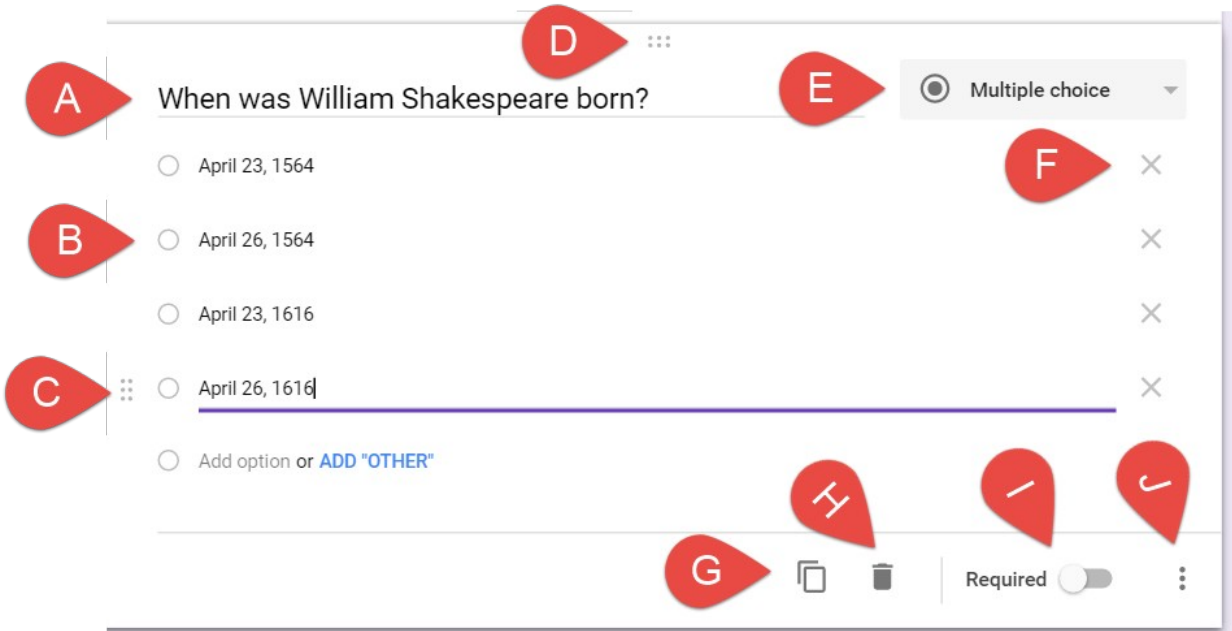 D
A
When was William Shakespeare born?
E
Multiple choice
April 23, 1564
F
B
April 26, 1564
April 23, 1616
C
April 26, 1616
Add option or ADD "OTHER"
H
I
J
G
Required